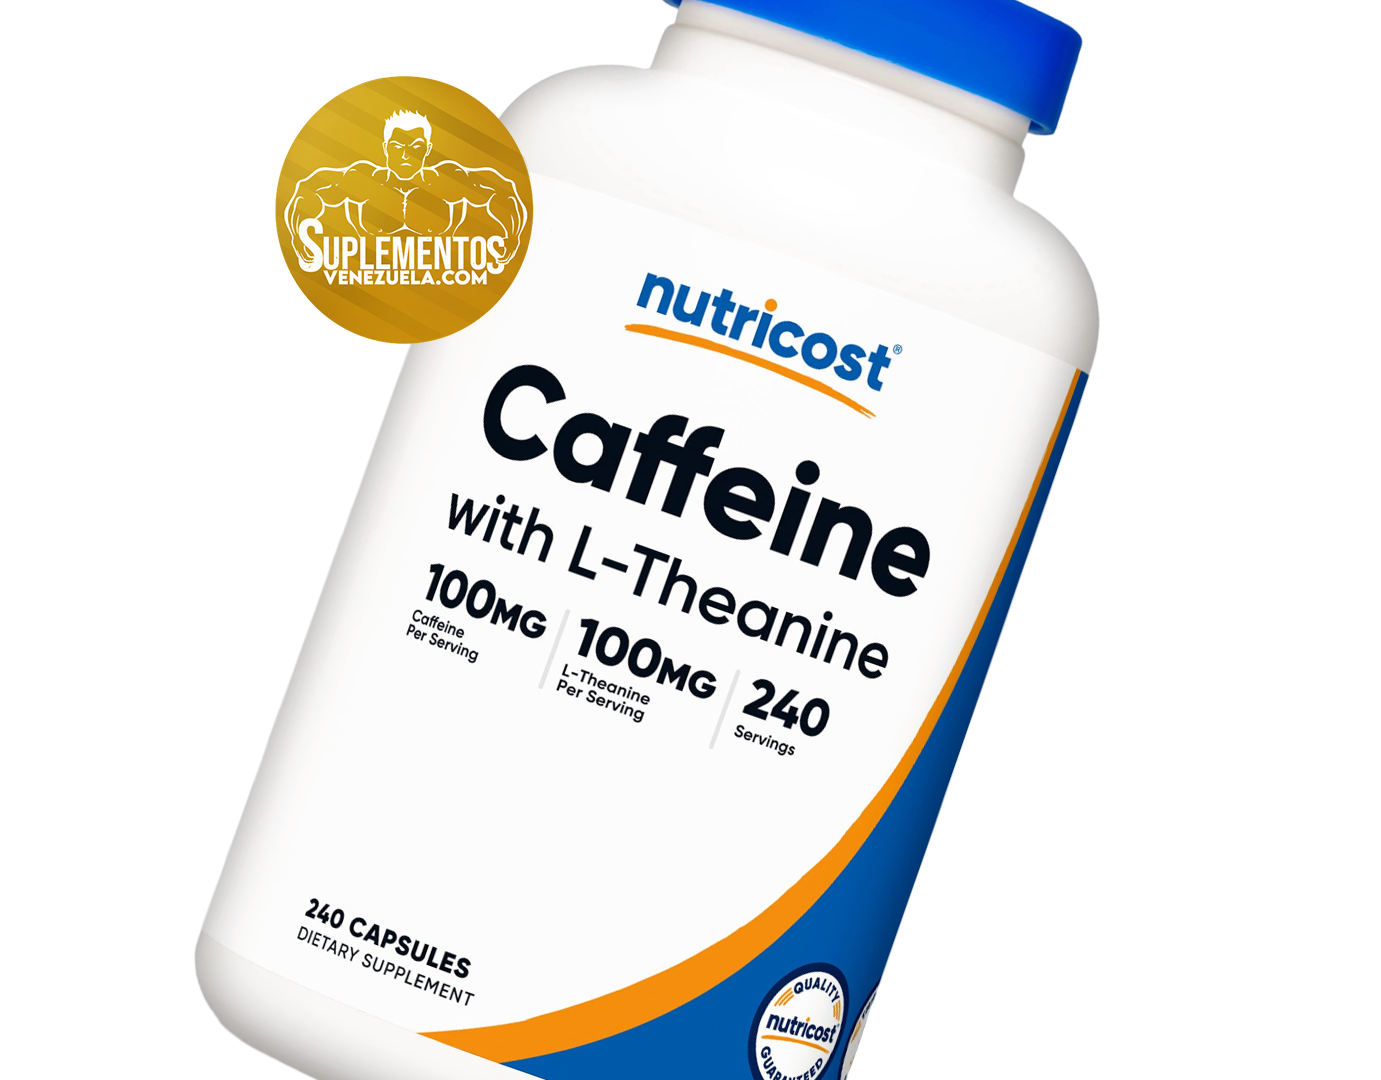 SUPLEMENTOS
VENEZUELA.COM
nutricost®
Caffeine
with L-Theanine
100MG
Caffeine
Per Serving
100MG
L-Theanine
Per Serving
240
Servings
240 CAPSULES
DIETARY SUPPLEMENT
QUALITY
nutricost
GUARANTEED